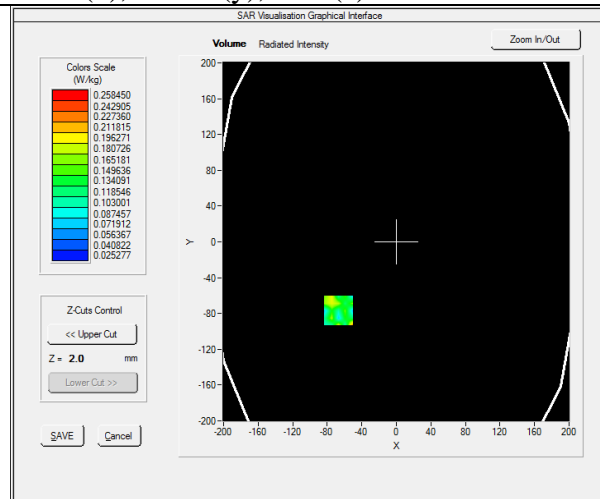 SAR Visualisation Graphical Interface
Volume Radiated Intensity
Zoom In/Out
Colors Scale
(W/kg)
0.258450
0.242905
0.227360
0.211815
0.196271
0.180726
0.165181
0.149636
0.134091
0.118546
0.103001
0.087457
0.071912
0.056367
0.040822
0.025277
Z-Cuts Control
<< Upper Cut
Z = 2.0 mm
Lower Cut >>
SAVE Cancel
200
160
120
80
40
Y 0
-40
-80
-120
-160
-200
-200 -160 -120 -80 -40 0 40 80 120 160 200
X